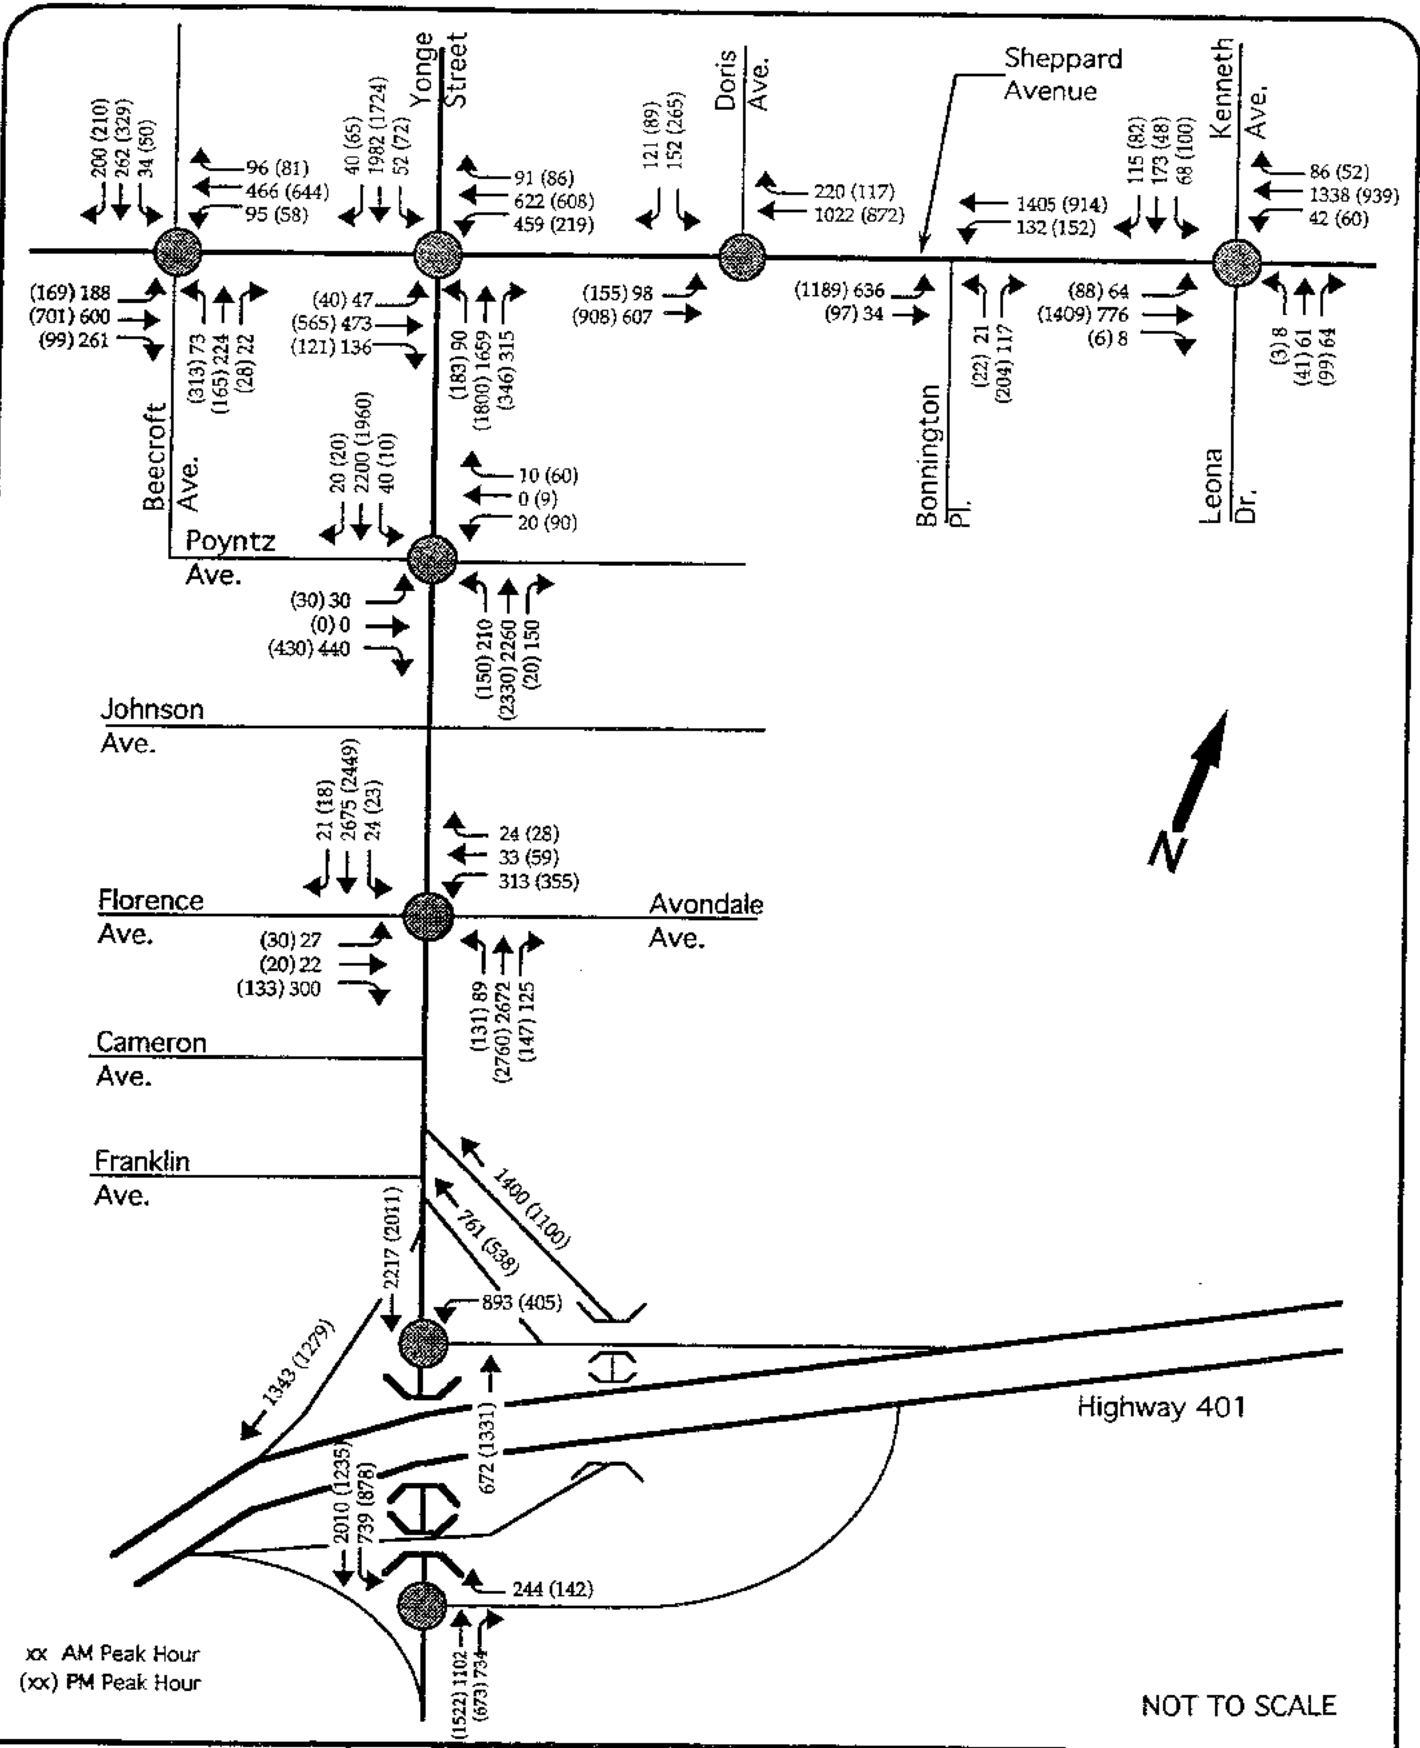 Yonge
Street
Doris
Ave.
Sheppard
Avenue
Kenneth
Ave.
200 (210)
262 (329)
34 (50)
96 (81)
466 (644)
95 (58)
40 (65)
1982 (1724)
52 (72)
91 (86)
622 (608)
459 (219)
121 (89)
152 (265)
220 (117)
1022 (872)
1405 (914)
132 (152)
115 (82)
173 (48)
68 (100)
86 (52)
1338 (939)
42 (60)
(169) 188
(701) 600
(99) 261
(313) 73
(165) 224
(28) 22
(40) 47
(565) 473
(121) 136
(183) 90
(1800) 1659
(346) 315
(155) 98
(908) 607
(1189) 636
(97) 34
(22) 21
(204) 117
(88) 64
(1409) 776
(6) 8
(3) 8
(41) 61
(99) 64
Beecroft
Ave.
Bonnington
Pl.
Leona
Dr.
20 (20)
2200 (1960)
40 (10)
10 (60)
0 (9)
20 (90)
Poyntz
Ave.
(30) 30
(0) 0
(430) 440
(150) 210
(2330) 2260
(20) 150
Johnson
Ave.
21 (18)
2675 (2449)
24 (23)
24 (28)
33 (59)
313 (355)
Florence
Ave.
Avondale
Ave.
(30) 27
(20) 22
(133) 300
(131) 89
(2760) 2672
(147) 125
N
Cameron
Ave.
Franklin
Ave.
1400 (1100)
761 (538)
2217 (2011)
893 (405)
1343 (1279)
672 (1331)
Highway 401
2010 (1235)
739 (878)
244 (142)
(1522) 1102
(673) 734
xx AM Peak Hour
(xx) PM Peak Hour
NOT TO SCALE